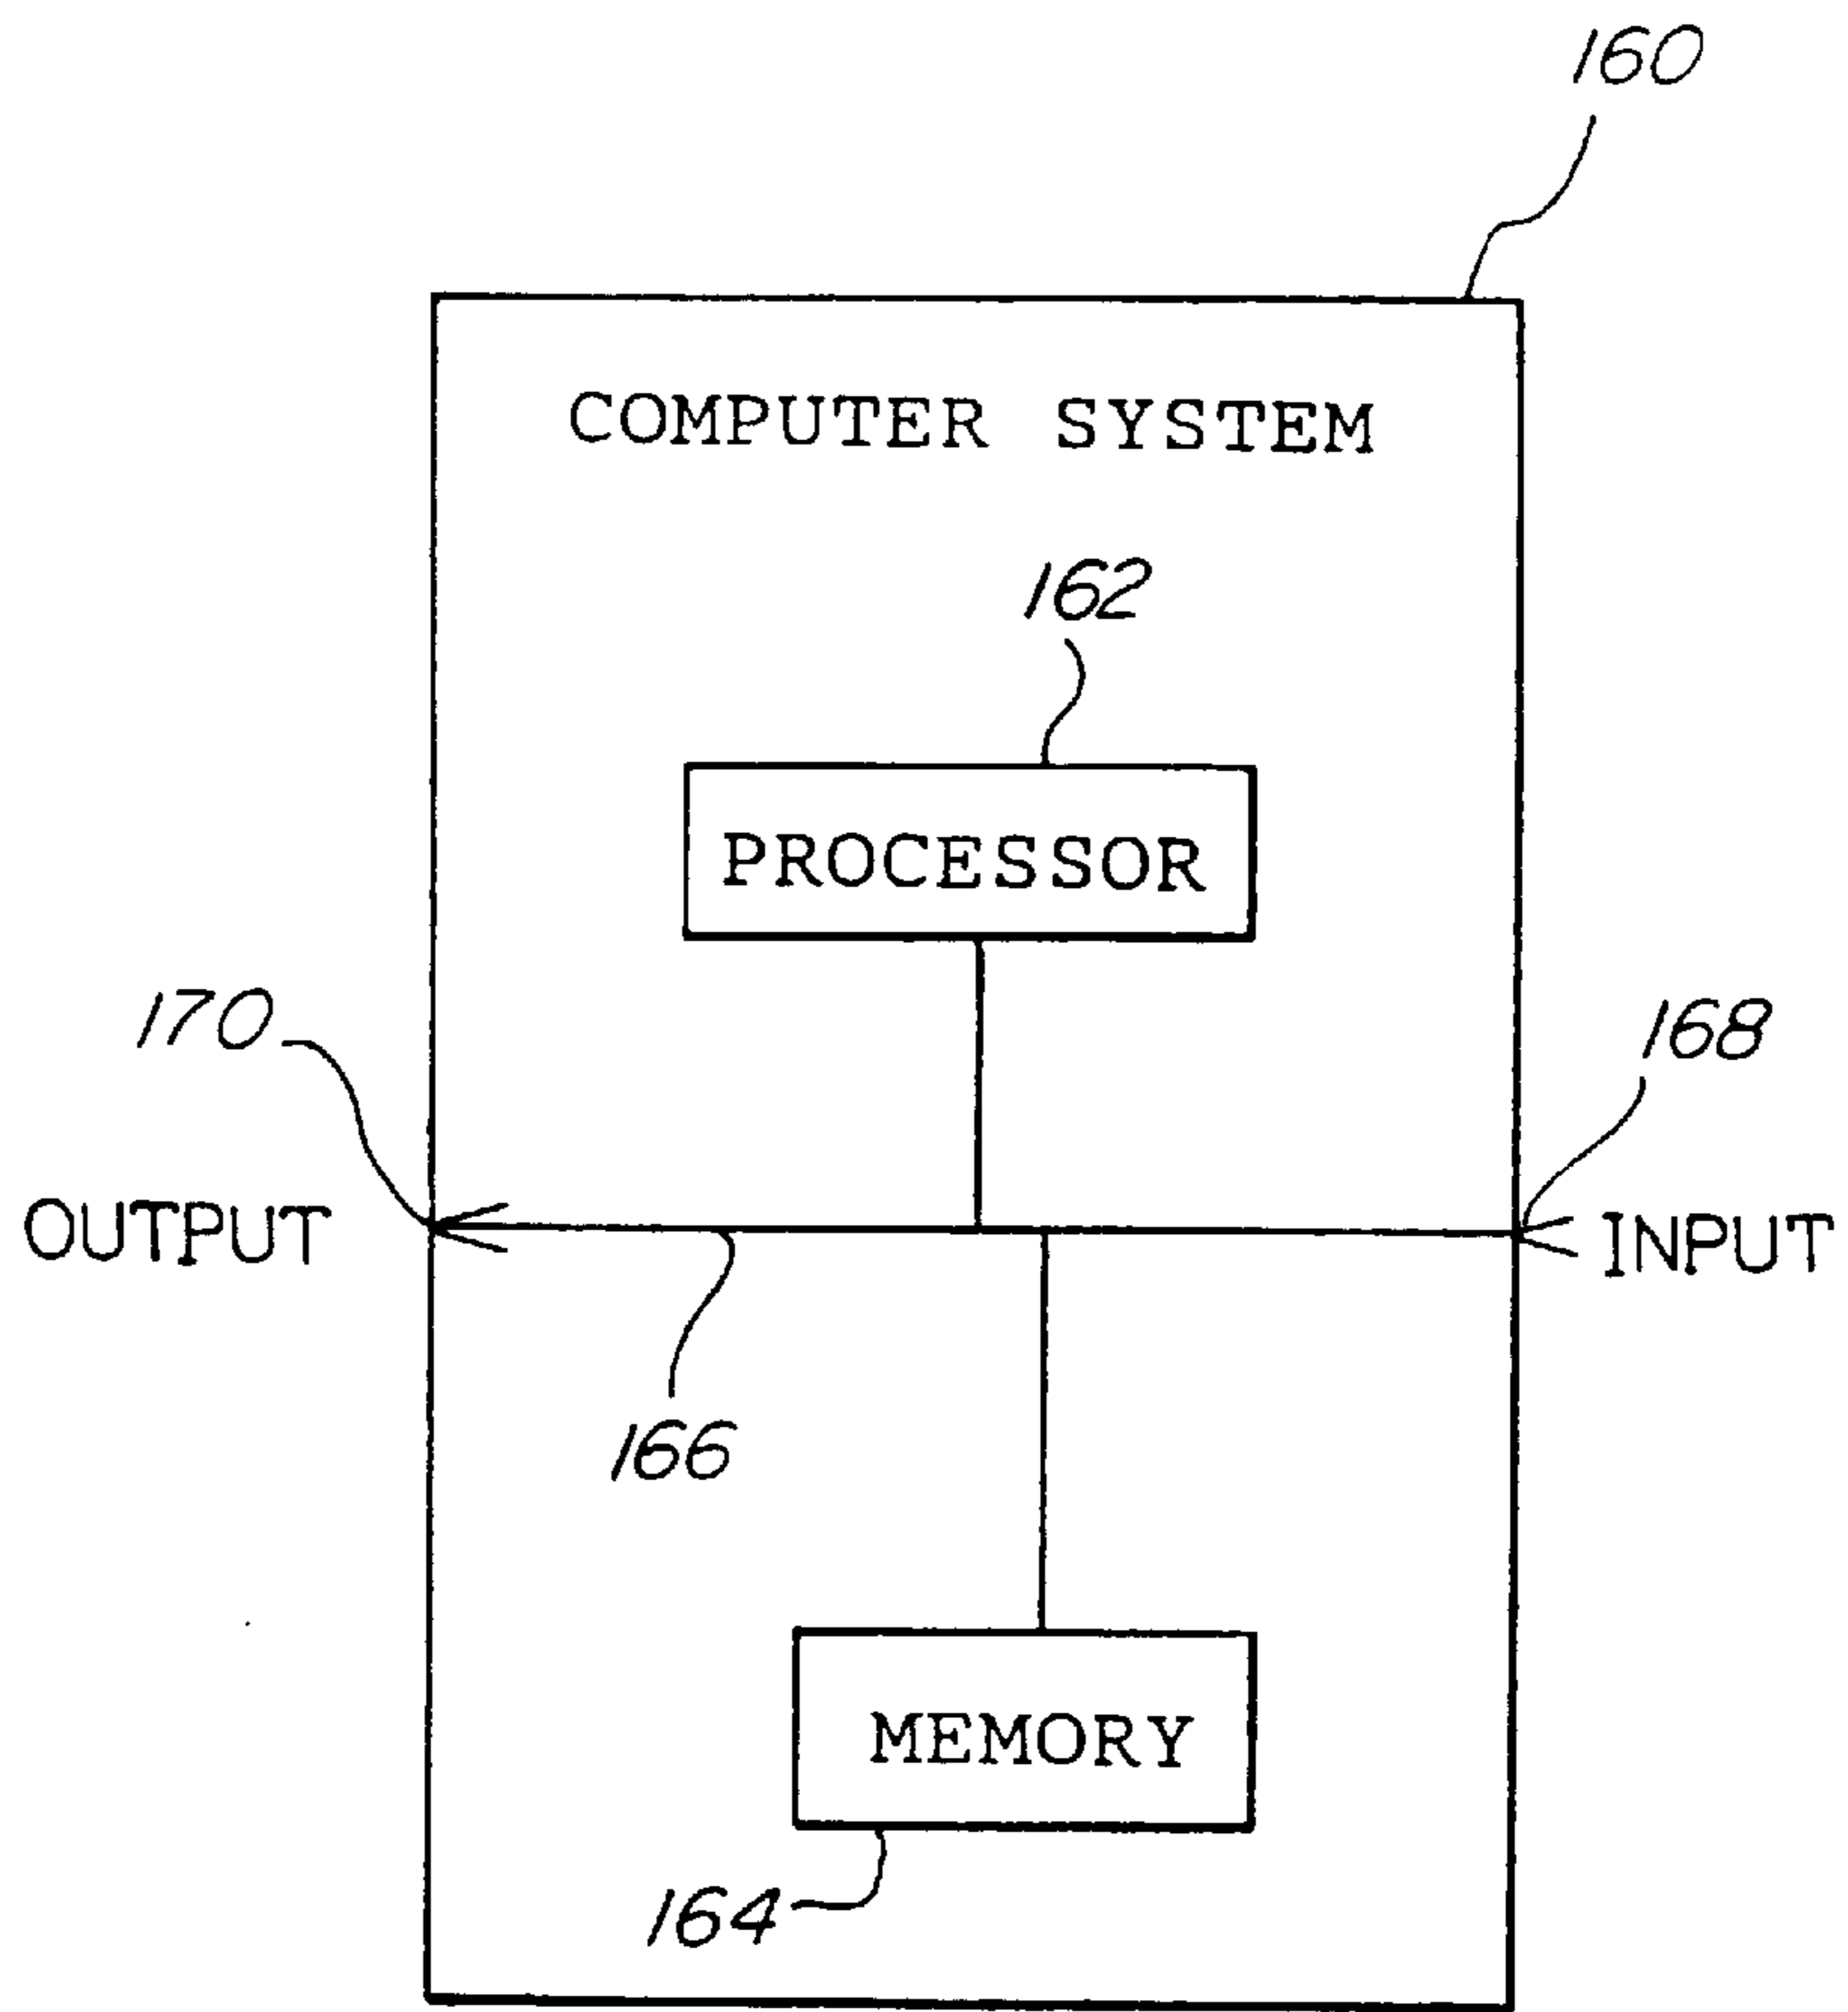 160
COMPUTER SYSTEM
162
PROCESSOR
170
168
OUTPUT
INPUT
166
MEMORY
164